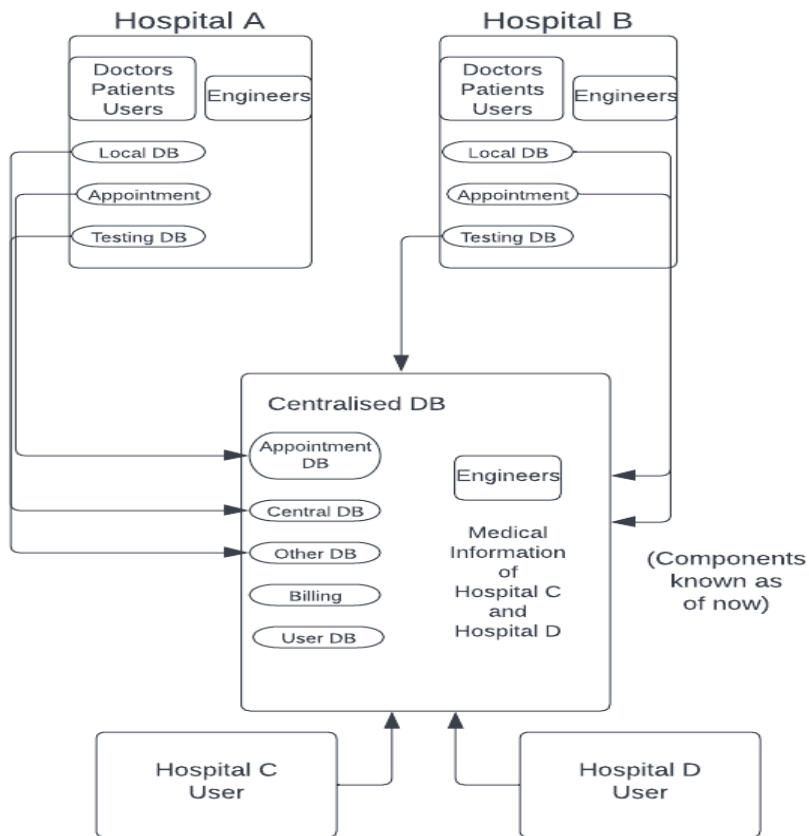 Hospital A
Doctors
Patients
Users
Engineers
Local DB
Appointment
Testing DB
Hospital B
Doctors
Patients
Users
Engineers
Local DB
Appointment
Testing DB
Centralised DB
Appointment
DB
Central DB
Other DB
Billing
User DB
Engineers
Medical
Information
of
Hospital C
and
Hospital D
(Components
known as
of now)
Hospital C
User
Hospital D
User